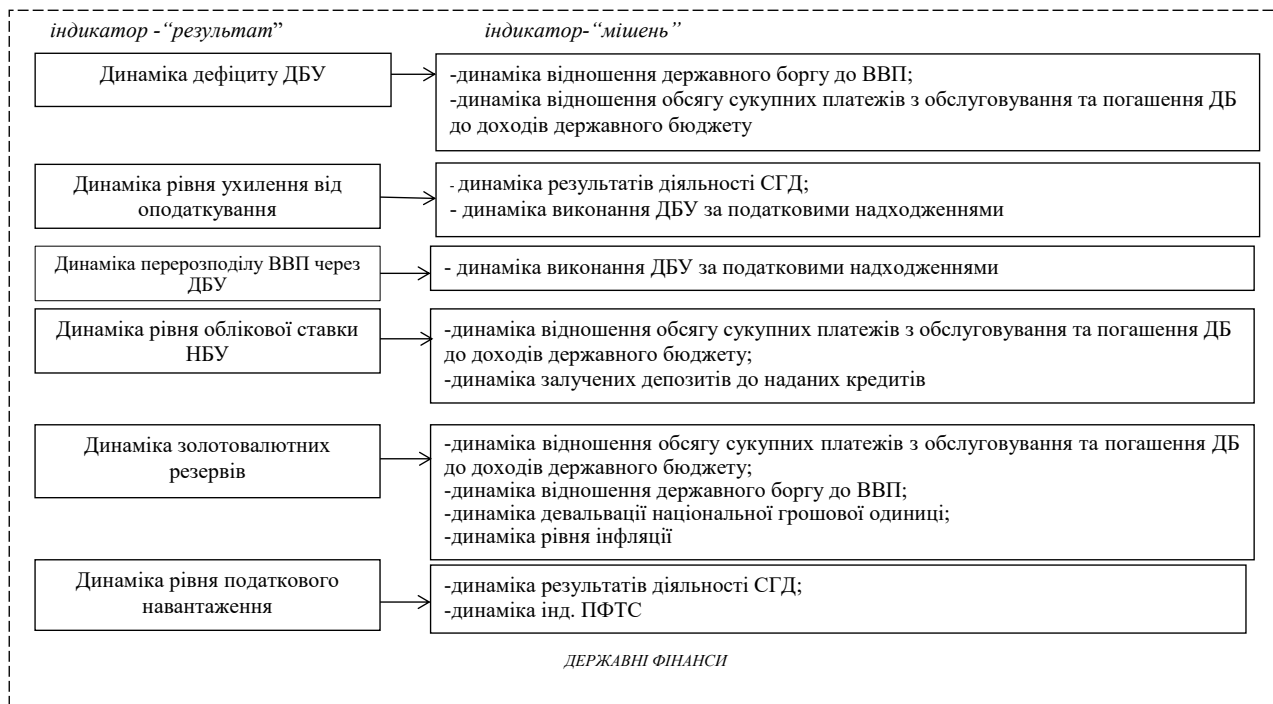 індикатор -“результат”
індикатор-“мішень”
Динаміка дефіциту ДБУ
-динаміка відношення державного боргу до ВВП;
-динаміка відношення обсягу сукупних платежів з обслуговування та погашення ДБ
до доходів державного бюджету
Динаміка рівня ухилення від
оподаткування
- динаміка результатів діяльності СГД;
- динаміка виконання ДБУ за податковими надходженнями
Динаміка перерозподілу ВВП через
ДБУ
- динаміка виконання ДБУ за податковими надходженнями
Динаміка рівня облікової ставки
НБУ
-динаміка відношення обсягу сукупних платежів з обслуговування та погашення ДБ
до доходів державного бюджету;
-динаміка залучених депозитів до наданих кредитів
Динаміка золотовалютних
резервів
-динаміка відношення обсягу сукупних платежів з обслуговування та погашення ДБ
до доходів державного бюджету;
-динаміка відношення державного боргу до ВВП;
-динаміка девальвації національної грошової одиниці;
-динаміка рівня інфляції
Динаміка рівня податкового
навантаження
-динаміка результатів діяльності СГД;
-динаміка інд. ПФТС
ДЕРЖАВНІ ФІНАНСИ